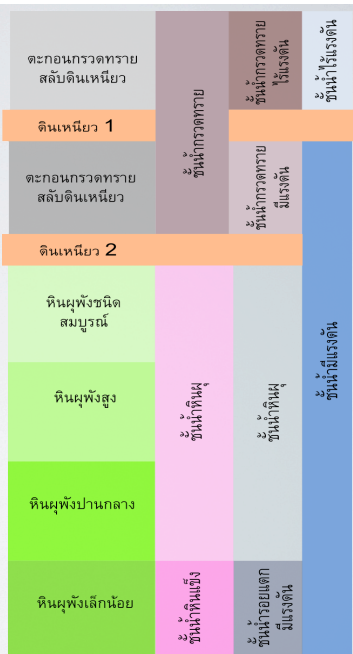 ตะกอนกรวดทราย
สลับดินเหนียว
ดินเหนียว 1
ตะกอนกรวดทราย
สลับดินเหนียว
ดินเหนียว 2
หินผุพังชนิด
สมบูรณ์
หินผุพังสูง
หินผุพังปานกลาง
หินผุพังเล็กน้อย
ชั้นน้ำกรวดทราย
ชั้นน้ำหินผุ
ชั้นน้ำหินแข็ง
ชั้นน้ำกรวดทราย
ไร้แรงดัน
ชั้นน้ำกรวดทราย
มีแรงดัน
ชั้นน้ำหินผุ
ชั้นน้ำรอยแตก
มีแรงดัน
ชั้นน้ำไร้แรงดัน
ชั้นน้ำมีแรงดัน